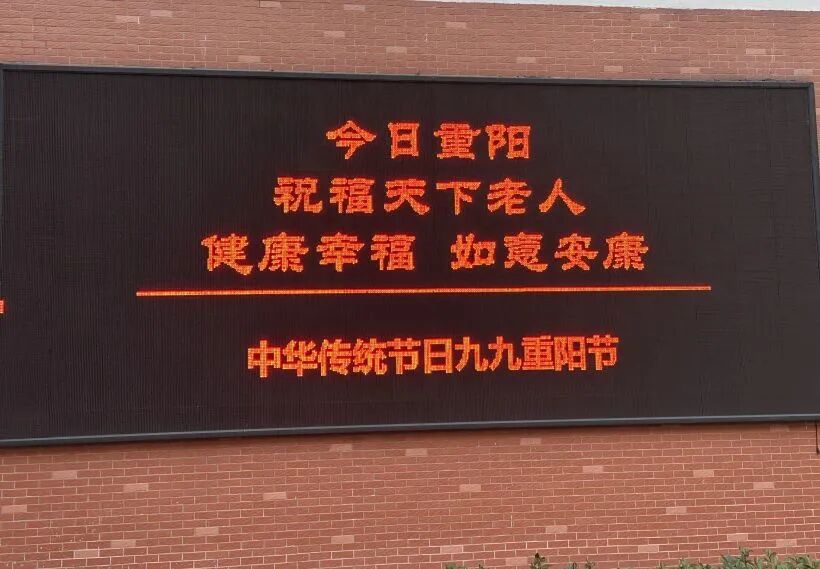 今日重阳
祝福天下老人
健康幸福 如意安康
中华传统节日九九重阳节